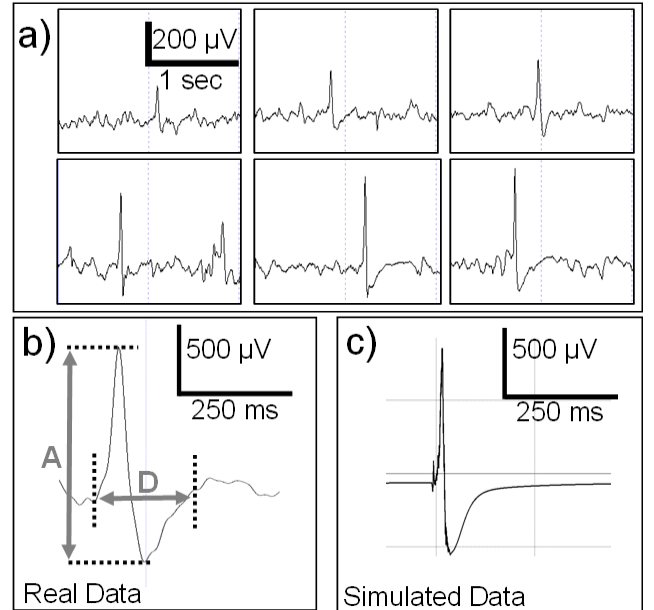 a)
200 µV
1 sec
b)
500 µV
250 ms
A
D
Real Data
c)
500 µV
250 ms
Simulated Data